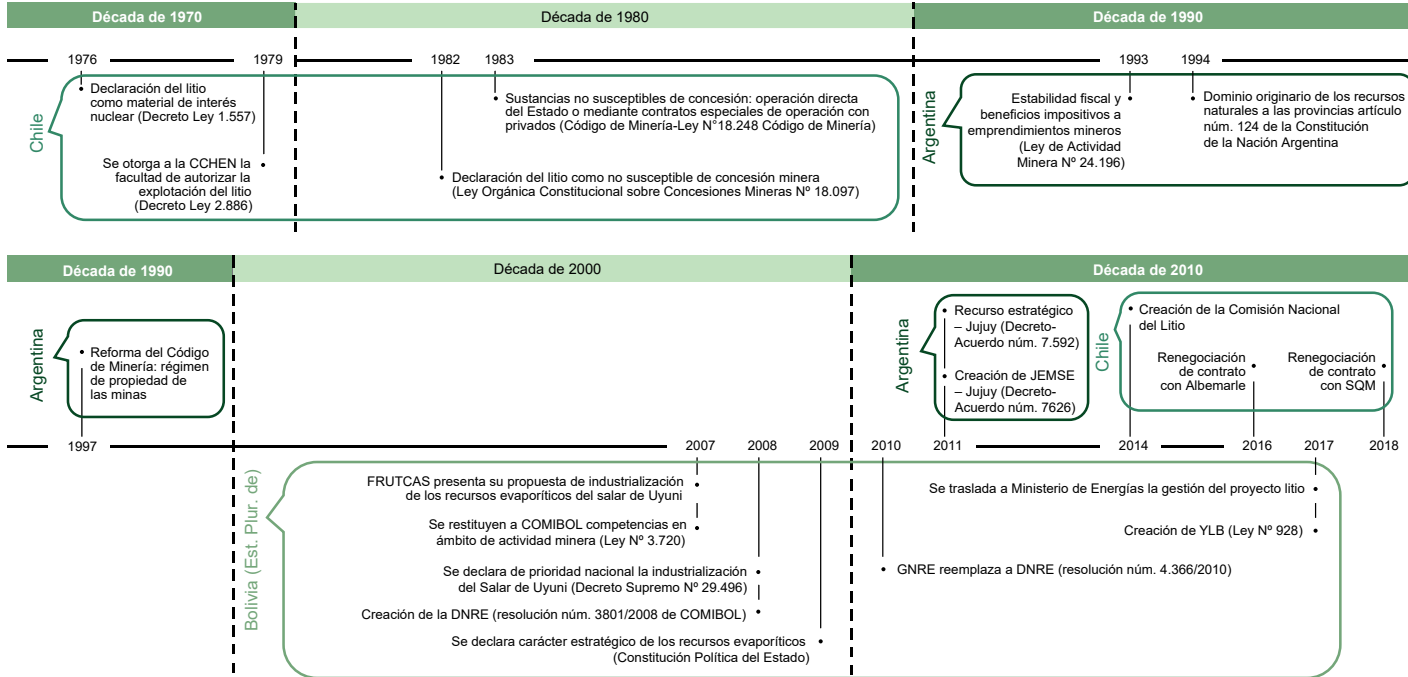 Década de 1970
Década de 1980
Década de 1990
1976
1979
1982
1983
1993
1994
Chile
Declaración del litio
como material de interés
nuclear (Decreto Ley 1.557)
Se otorga a la CCHEN la
facultad de autorizar la
explotación del litio
(Decreto Ley 2.886)
Sustancias no susceptibles de concesión: operación directa
del Estado o mediante contratos especiales de operación con
privados (Código de Minería-Ley N°18.248 Código de Minería)
Declaración del litio como no susceptible de concesión minera
(Ley Orgánica Constitucional sobre Concesiones Mineras Nº 18.097)
Argentina
Estabilidad fiscal y
beneficios impositivos a
emprendimientos mineros
(Ley de Actividad
Minera Nº 24.196)
Dominio originario de los recursos
naturales a las provincias artículo
núm. 124 de la Constitución
de la Nación Argentina
Década de 1990
Década de 2000
Década de 2010
Argentina
Reforma del Código
de Minería: régimen
de propiedad de
las minas
Argentina
Recurso estratégico
– Jujuy (Decreto-
Acuerdo núm. 7.592)
Creación de JEMSE
– Jujuy (Decreto-
Acuerdo núm. 7626)
Chile
Creación de la Comisión Nacional
del Litio
Renegociación
de contrato
con Albemarle
Renegociación
de contrato
con SQM
1997
2007
2008
2009
2010
2011
2014
2016
2017
2018
Bolivia (Est. Plur. de)
FRUTCAS presenta su propuesta de industrialización
de los recursos evaporíticos del salar de Uyuni
Se restituyen a COMIBOL competencias en
ámbito de actividad minera (Ley Nº 3.720)
Se declara de prioridad nacional la industrialización
del Salar de Uyuni (Decreto Supremo Nº 29.496)
Creación de la DNRE (resolución núm. 3801/2008 de COMIBOL)
Se declara carácter estratégico de los recursos evaporíticos
(Constitución Política del Estado)
Se traslada a Ministerio de Energías la gestión del proyecto litio
Creación de YLB (Ley Nº 928)
GNRE reemplaza a DNRE (resolución núm. 4.366/2010)